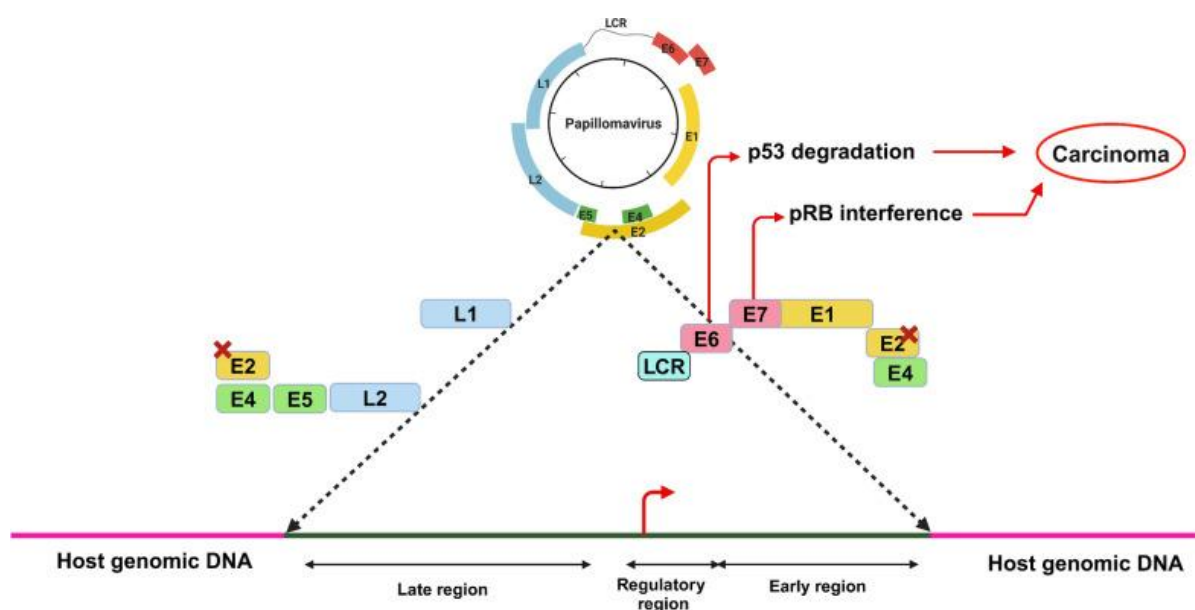 LCR
E6
E7
L1
Papillomavirus
E1
L2
E5
E4
E2
p53 degradation
Carcinoma
pRB interference
L1
E7
E1
E6
E2
LCR
E4
E2
E4
E5
L2
Host genomic DNA
Host genomic DNA
Late region
Regulatory
region
Early region